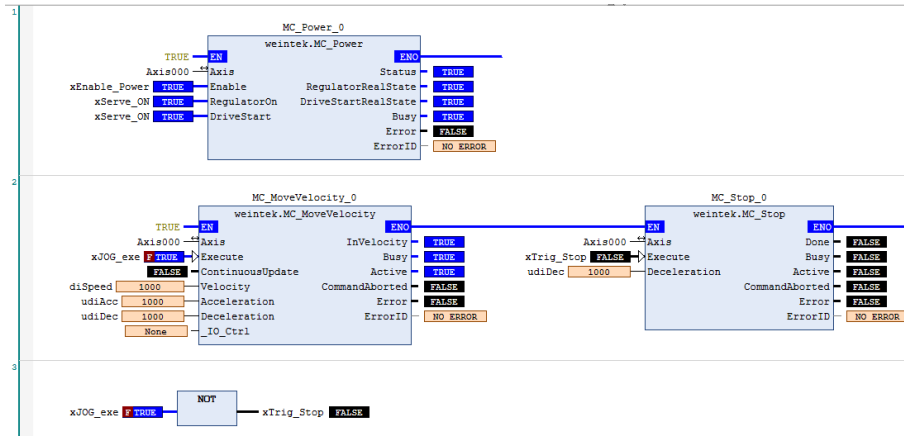 1
MC_Power_0
weintek.MC_Power
TRUE EN ENO
Axis000 Axis Status TRUE
xEnable_Power TRUE Enable RegulatorRealState TRUE
xServe_ON TRUE RegulatorOn DriveStartRealState TRUE
xServe_ON TRUE DriveStart Busy TRUE
Error FALSE
ErrorID NO ERROR
2
MC_MoveVelocity_0 MC_Stop_0
weintek.MC_MoveVelocity weintek.MC_Stop
TRUE EN ENO EN ENO
Axis000 Axis InVelocity TRUE Axis000 Axis Done FALSE
xJOG_exe F TRUE Execute Busy TRUE xTrig_Stop FALSE Execute Busy FALSE
FALSE ContinuousUpdate Active TRUE udiDec 1000 Deceleration Active FALSE
diSpeed 1000 Velocity CommandAborted FALSE CommandAborted FALSE
udiAcc 1000 Acceleration Error FALSE Error FALSE
udiDec 1000 Deceleration ErrorID NO ERROR ErrorID NO ERROR
None _IO_Ctrl
3
NOT
xJOG_exe F TRUE xTrig_Stop FALSE